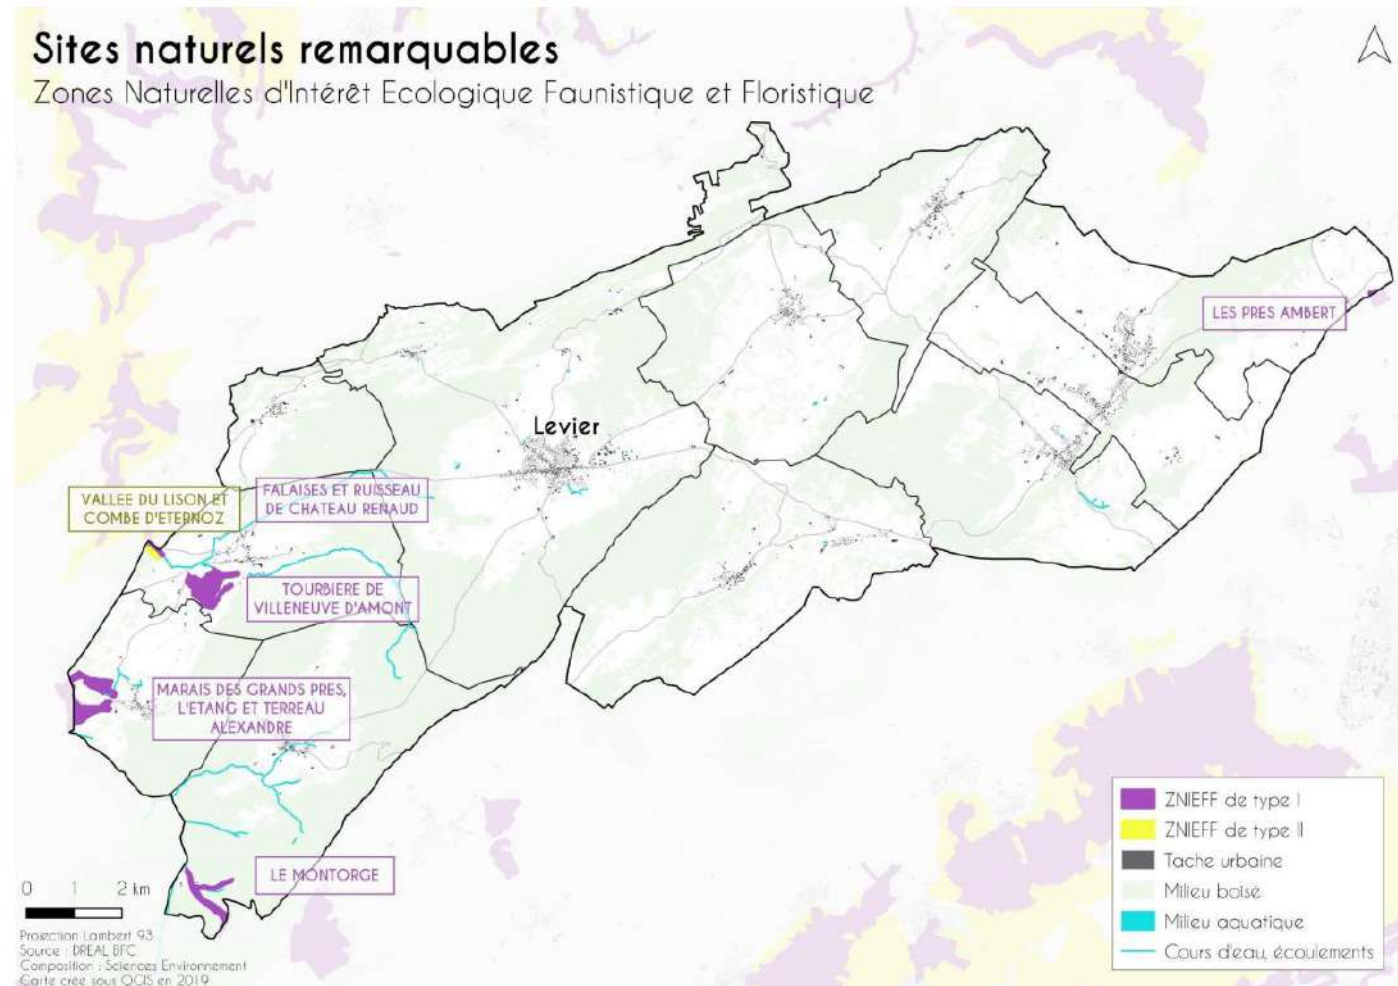 Sites naturels remarquables
Zones Naturelles d'Intérêt Ecologique Faunistique et Floristique
LES PRES AMBERT
Levier
VALLEE DU LISON ET
COMBE D'ETERNOZ
FALAISES ET RUISSEAU
DE CHATEAU RENAUD
TOURBIERE DE
VILLENEUVE D'AMONT
MARAIS DES GRANDS PRES,
L'ETANG ET TERREAU
ALEXANDRE
LE MONTORGE
ZNIEFF de type I
ZNIEFF de type II
Tache urbaine
Milieu boisé
Milieu aquatique
Cours d'eau, écoulements
0 1 2 km
Projection Lambert 93
Source : DREAL BFC
Composition : Sciences Environnement
Carte crée sous QGIS en 2019